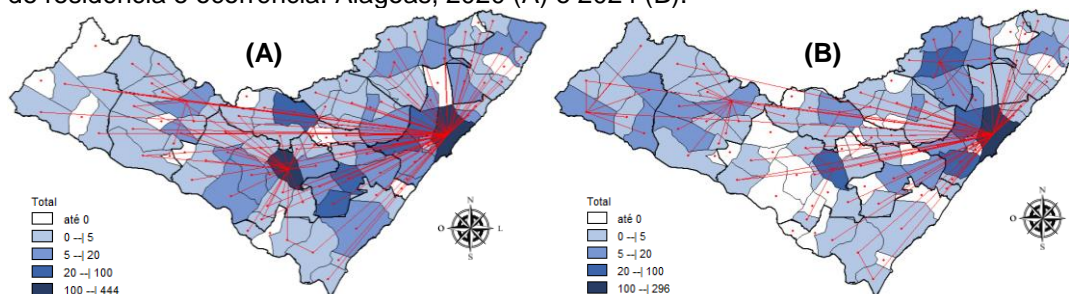 de residência e ocorrência. Alagoas, 2020 (A) e 2024 (B).
(A)
(B)
Total
até 0
0 --| 5
5 --| 20
20 --| 100
100 --| 444
N
O
L
S
Total
até 0
0 --| 5
5 --| 20
20 --| 100
100 --| 296
N
O
L
S